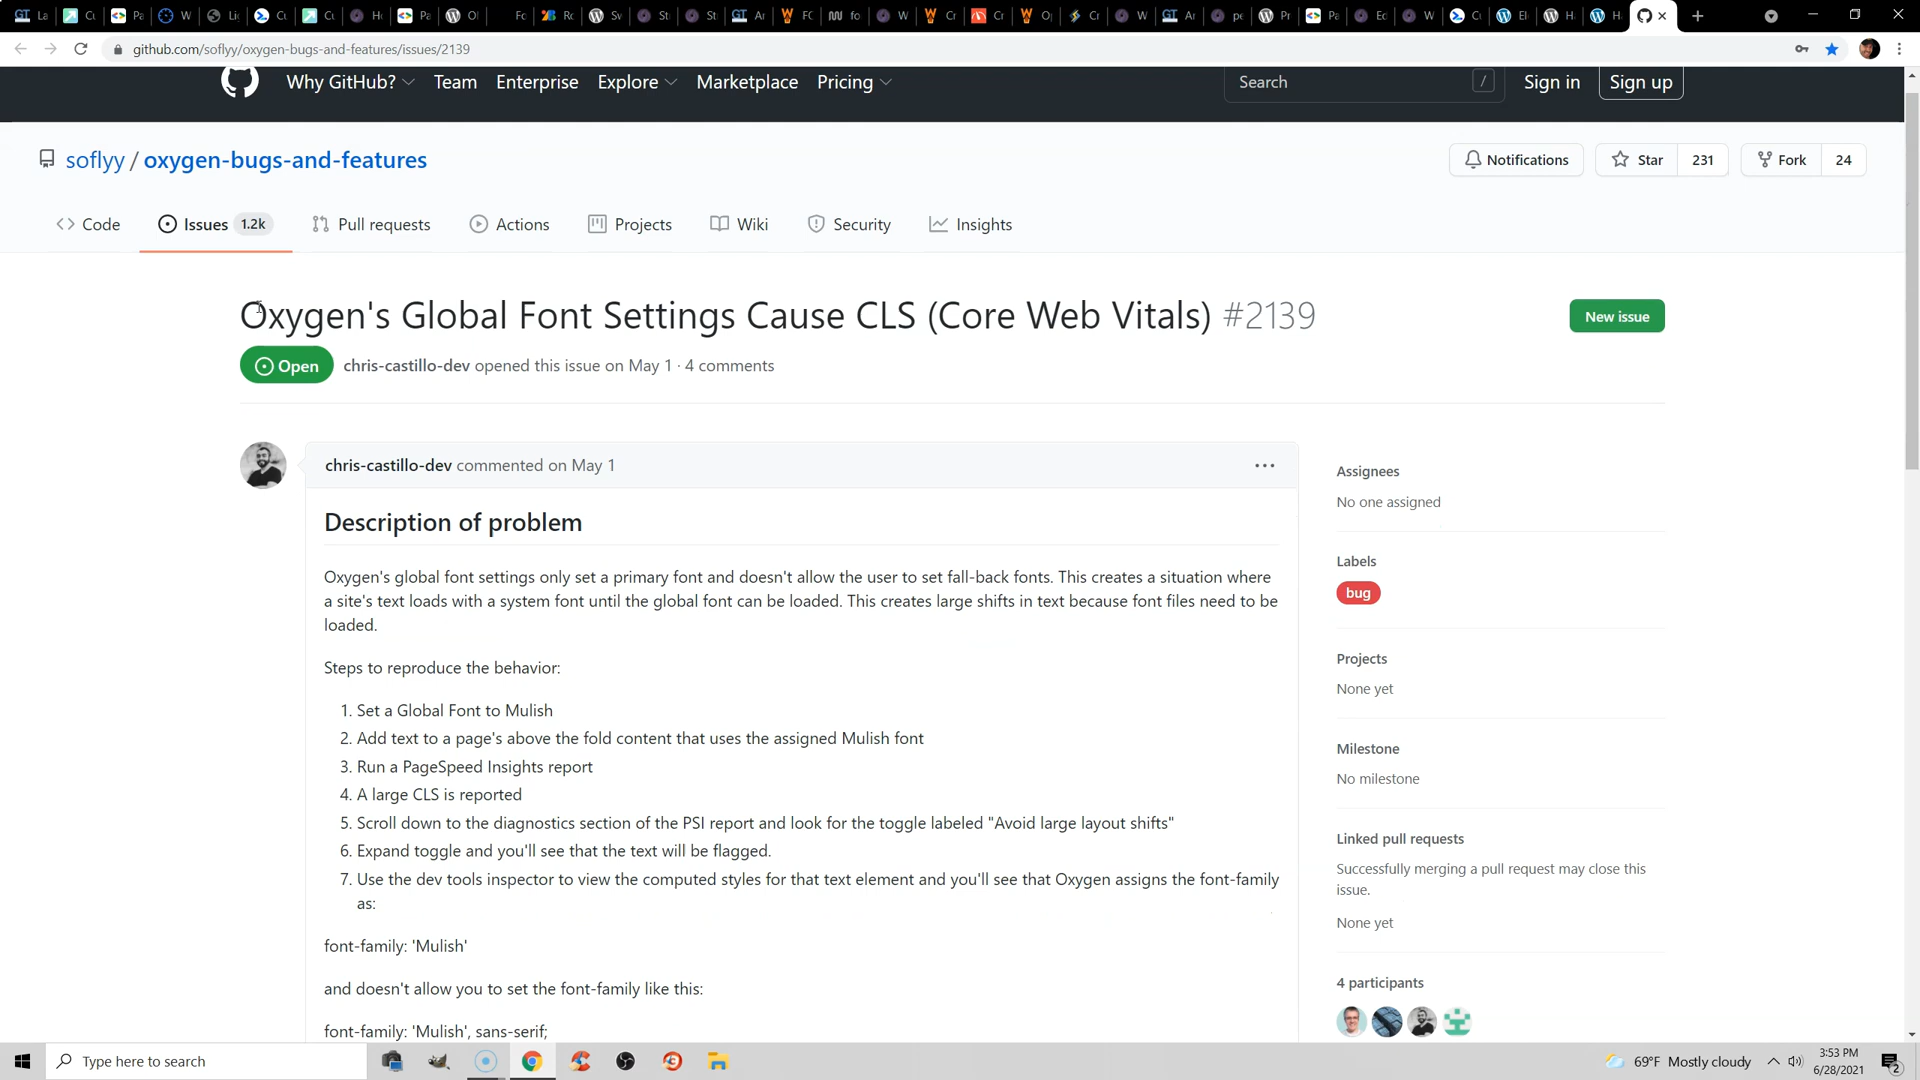 github.com/soflyy/oxygen-bugs-and-features/issues/2139
Why GitHub? Team Enterprise Explore Marketplace Pricing Search / Sign in Sign up
soflyy / oxygen-bugs-and-features Notifications Star 231 Fork 24
Code Issues 1.2k Pull requests Actions Projects Wiki Security Insights
Oxygen's Global Font Settings Cause CLS (Core Web Vitals) #2139
New issue
Open chris-castillo-dev opened this issue on May 1 · 4 comments
chris-castillo-dev commented on May 1
Description of problem
Oxygen's global font settings only set a primary font and doesn't allow the user to set fall-back fonts. This creates a situation where
a site's text loads with a system font until the global font can be loaded. This creates large shifts in text because font files need to be
loaded.
Steps to reproduce the behavior:
1. Set a Global Font to Mulish
2. Add text to a page's above the fold content that uses the assigned Mulish font
3. Run a PageSpeed Insights report
4. A large CLS is reported
5. Scroll down to the diagnostics section of the PSI report and look for the toggle labeled "Avoid large layout shifts"
6. Expand toggle and you'll see that the text will be flagged.
7. Use the dev tools inspector to view the computed styles for that text element and you'll see that Oxygen assigns the font-family
as:
font-family: 'Mulish'
and doesn't allow you to set the font-family like this:
font-family: 'Mulish', sans-serif;
Assignees
No one assigned
Labels
bug
Projects
None yet
Milestone
No milestone
Linked pull requests
Successfully merging a pull request may close this
issue.
None yet
4 participants
Type here to search
69°F Mostly cloudy
3:53 PM
6/28/2021
2